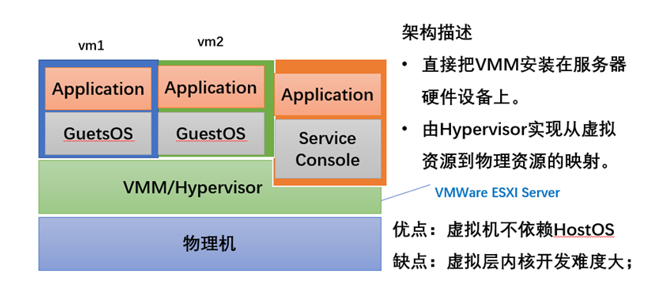 vm1
vm2
Application
Application
Application
GuetsOS
GuestOS
Service
Console
VMM/Hypervisor
物理机
架构描述
• 直接把VMM安装在服务器
硬件设备上。
• 由Hypervisor实现从虚拟
资源到物理资源的映射。
VMWare ESXI Server
优点：虚拟机不依赖HostOS
缺点：虚拟层内核开发难度大；